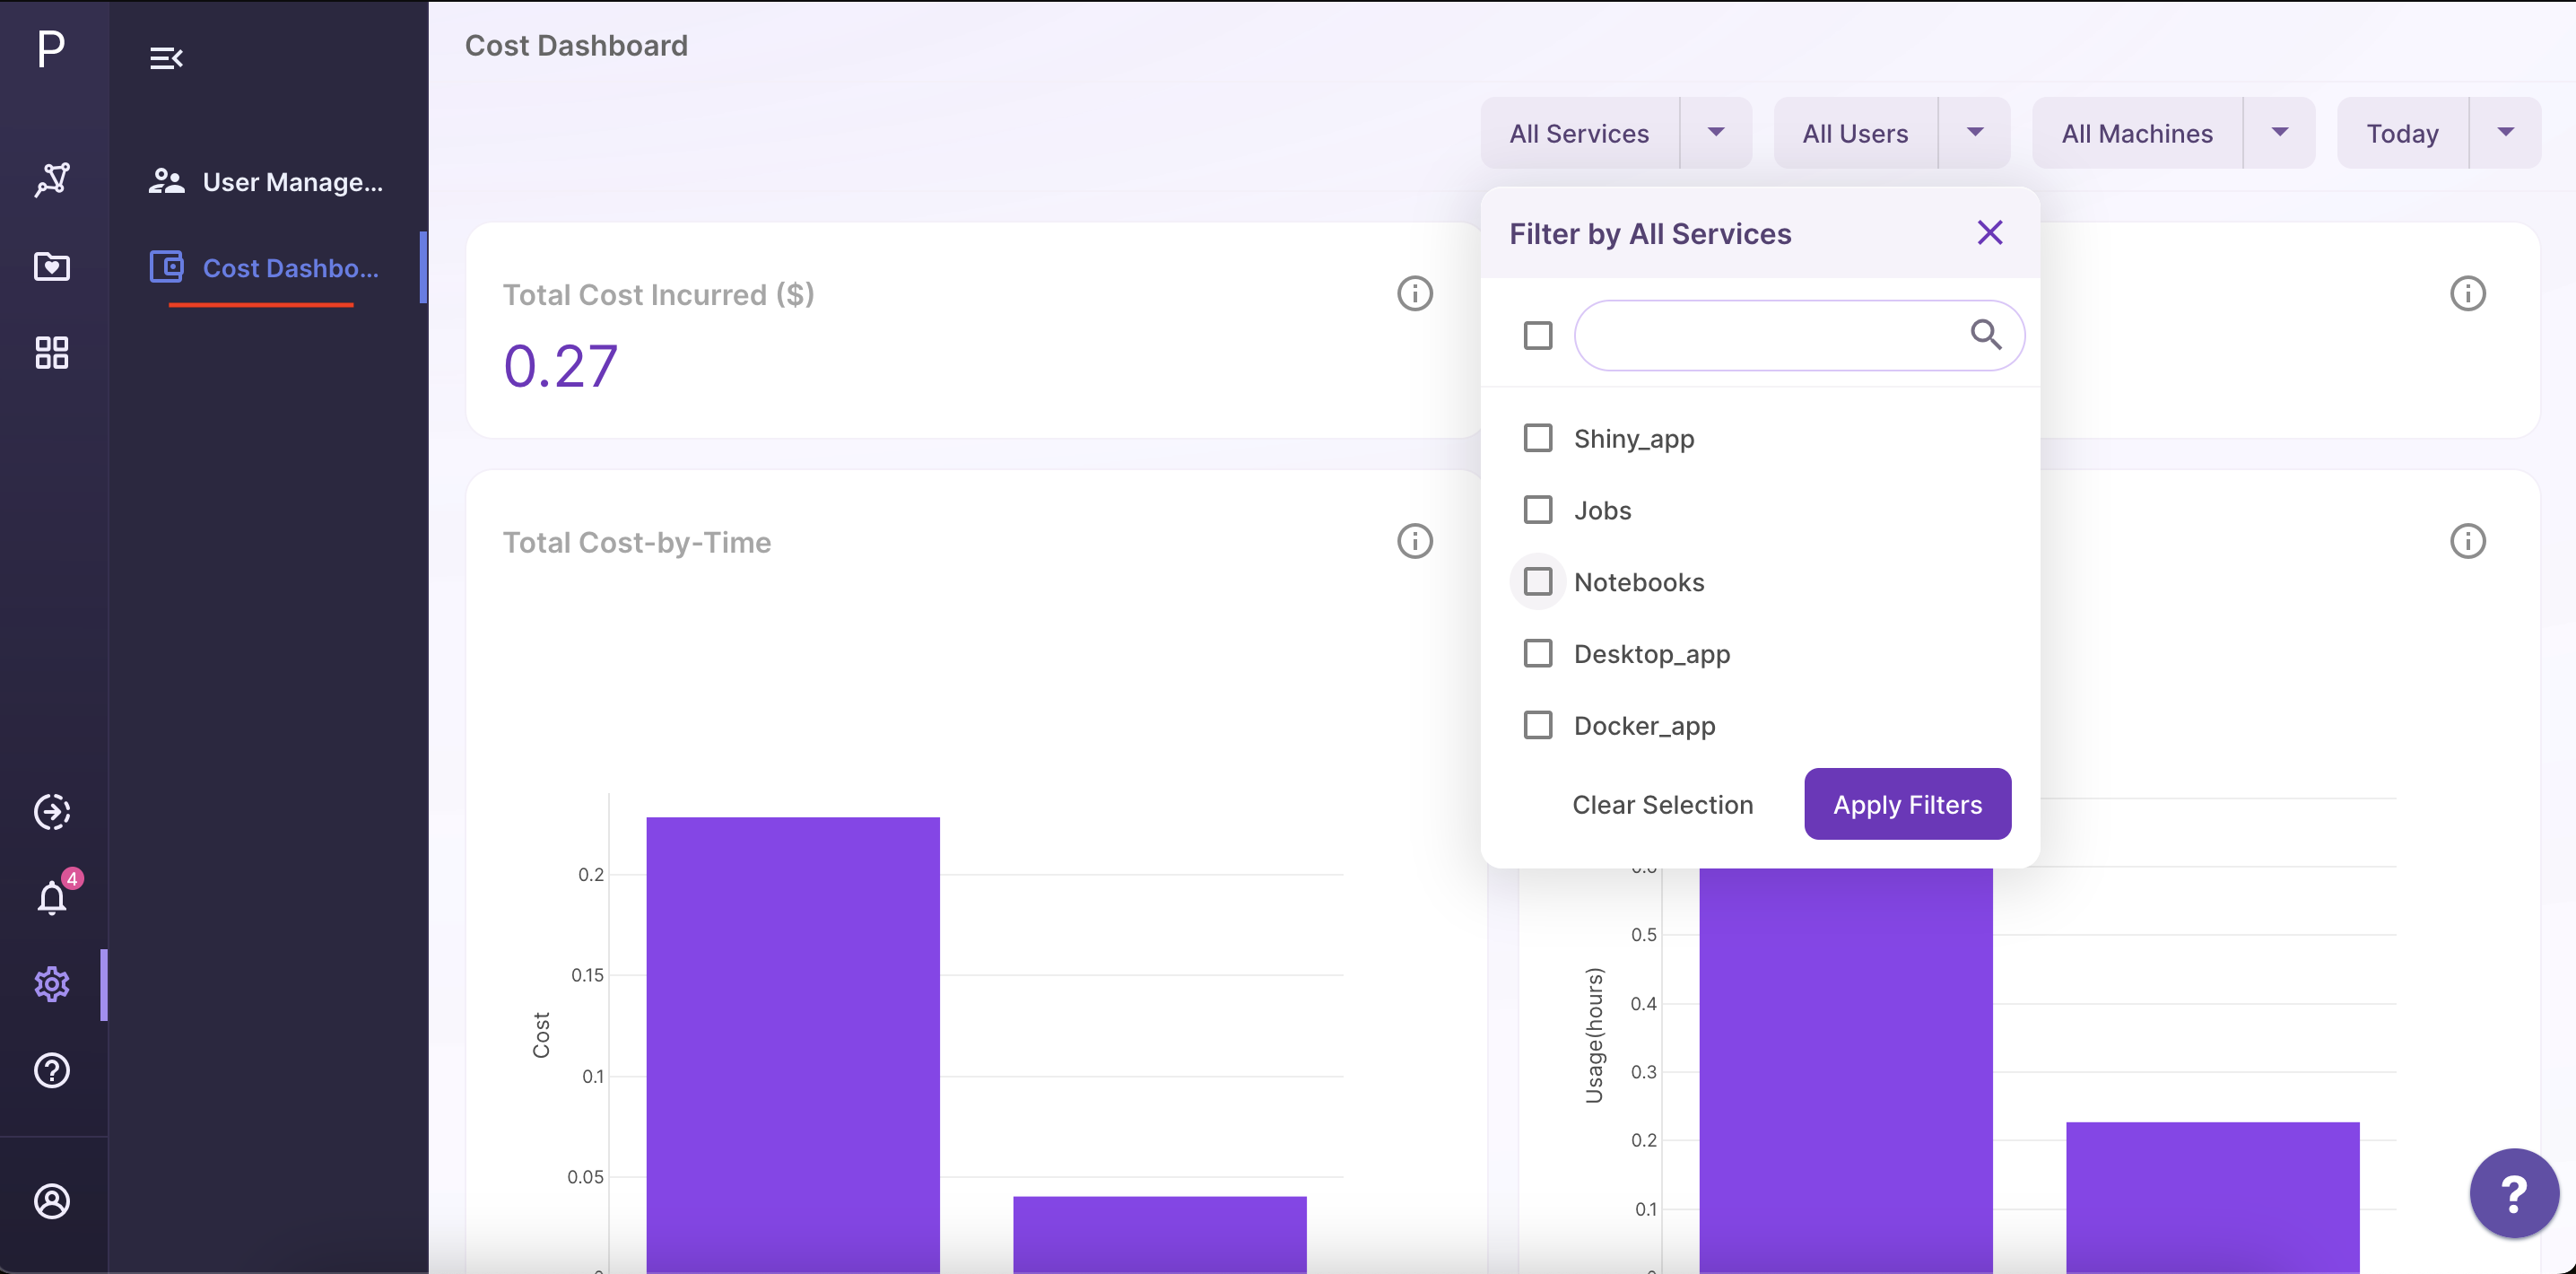 P
User Manage...
Cost Dashbo...
4
Cost Dashboard
All Services
All Users
All Machines
Today
Filter by All Services
Shiny_app
Jobs
Notebooks
Desktop_app
Docker_app
Clear Selection
Apply Filters
Total Cost Incurred ($)
0.27
Total Cost-by-Time
0.2
0.15
0.1
0.05
Cost
0.5
0.4
0.3
0.2
0.1
Usage(hours)
?